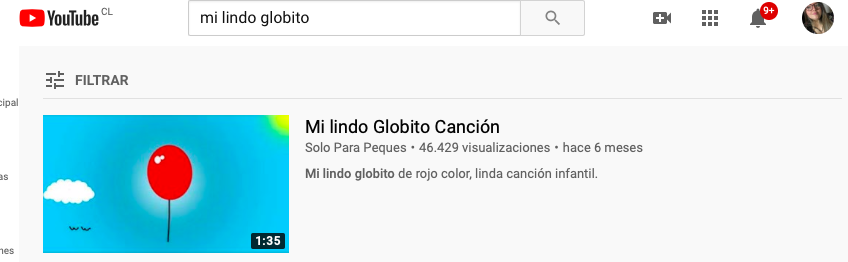 YouTube CL
mi lindo globito
9+
FILTRAR
cipal
Mi lindo Globito Canción
Solo Para Peques • 46.429 visualizaciones • hace 6 meses
as
Mi lindo globito de rojo color, linda canción infantil.
1:35
nes